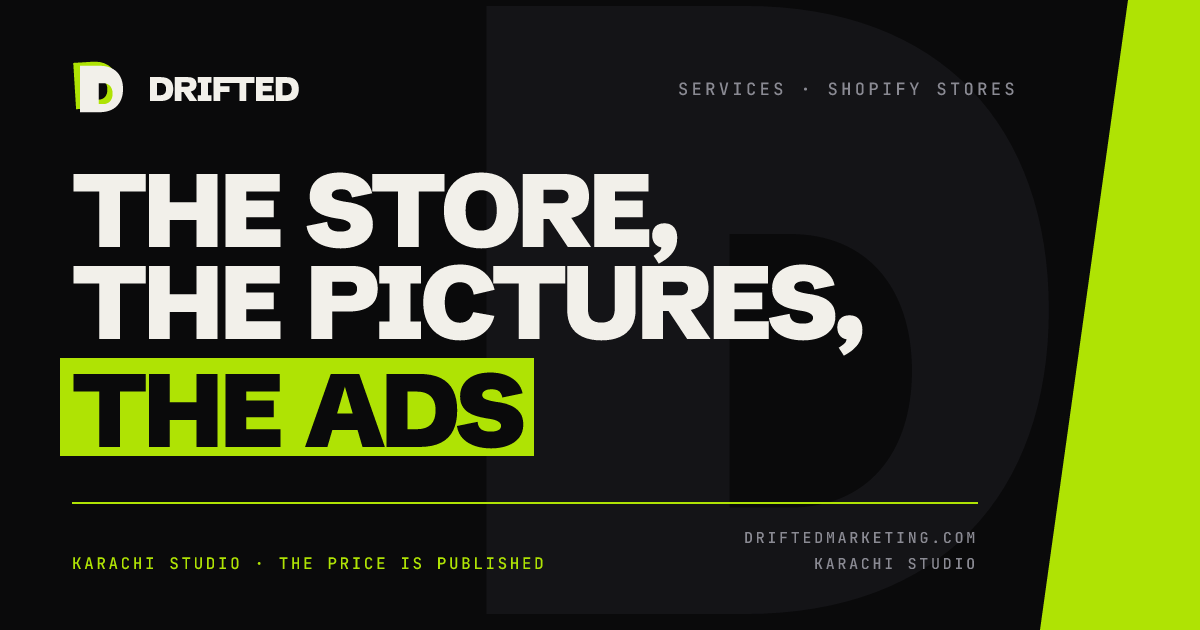 DRIFTED
SERVICES · SHOPIFY STORES
THE STORE,
THE PICTURES,
THE ADS
KARACHI STUDIO · THE PRICE IS PUBLISHED
DRIFTEDMARKETING.COM
KARACHI STUDIO